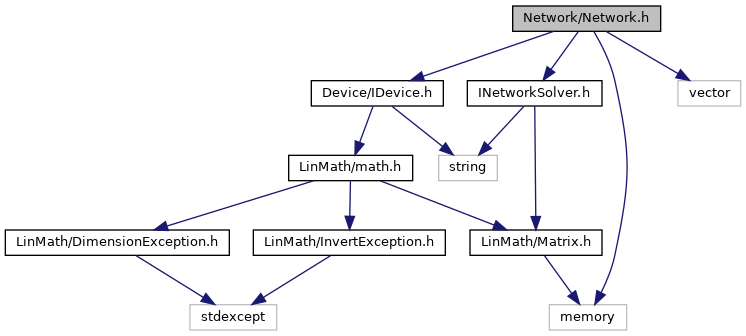 Network/Network.h
Device/IDevice.h
INetworkSolver.h
vector
LinMath/math.h
string
LinMath/DimensionException.h
LinMath/InvertException.h
LinMath/Matrix.h
stdexcept
memory